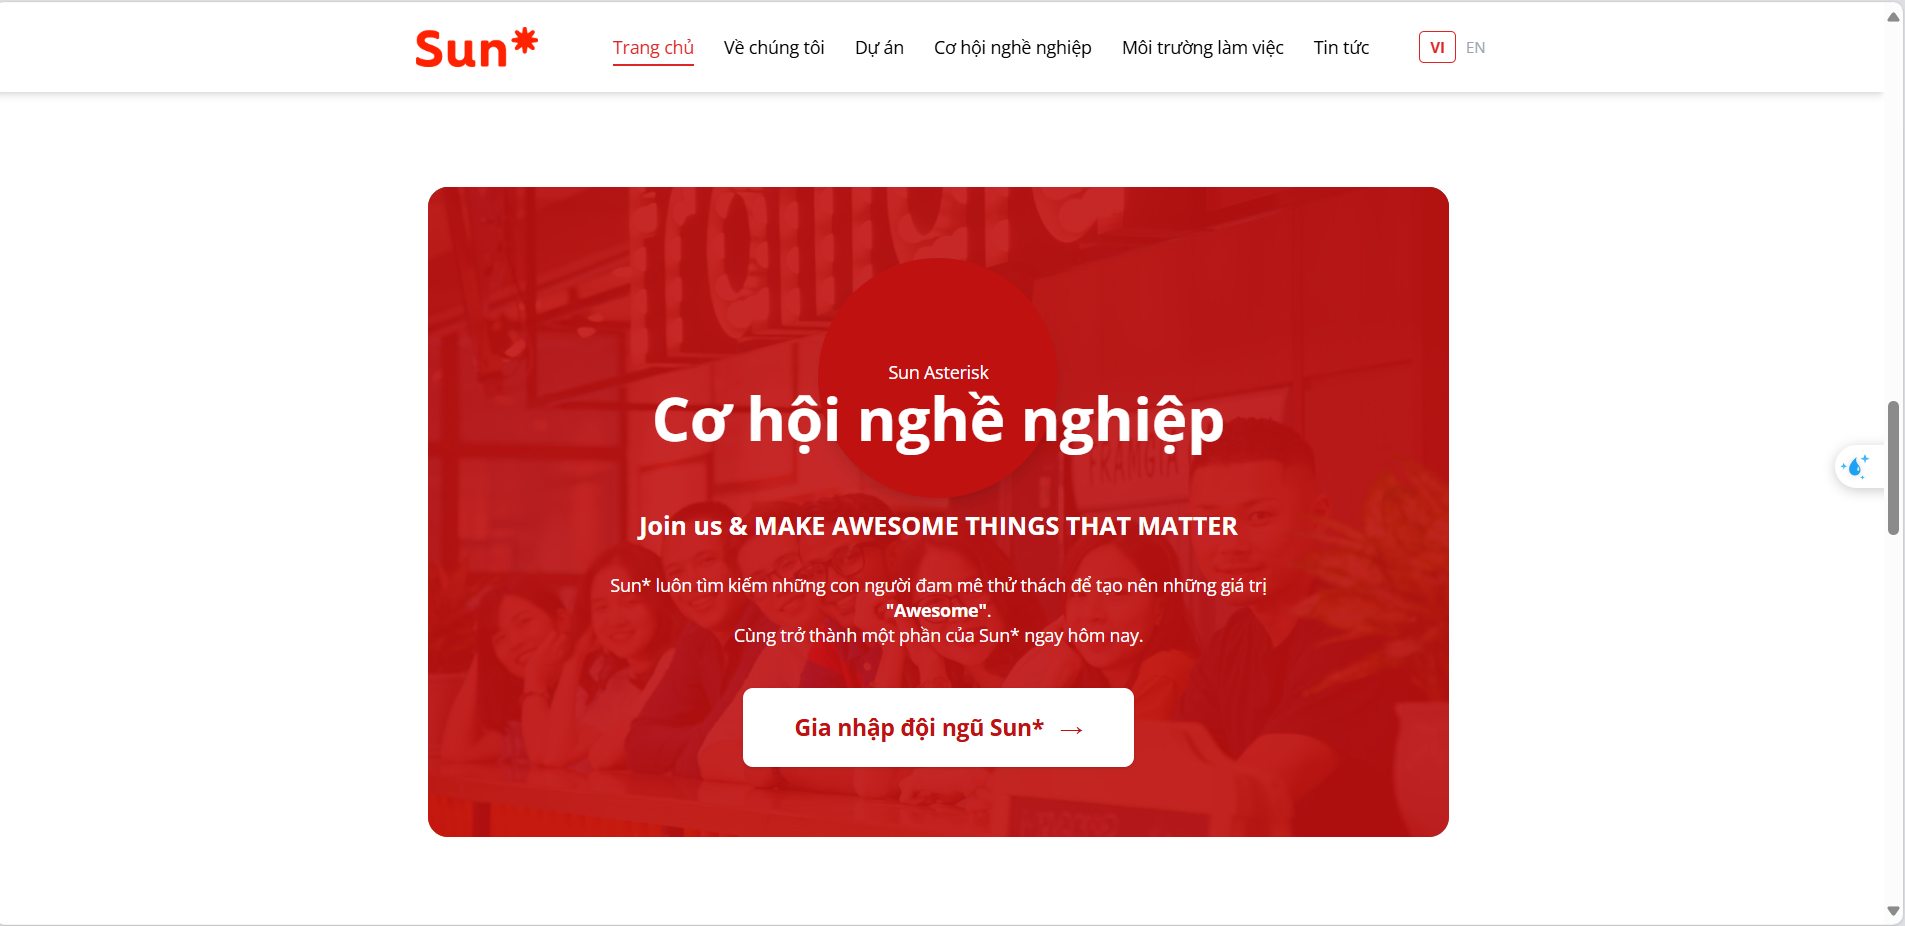 Sun*
Trang chủ Về chúng tôi Dự án Cơ hội nghề nghiệp Môi trường làm việc Tin tức VI EN
Sun Asterisk
Cơ hội nghề nghiệp
FRAMGIA
Join us & MAKE AWESOME THINGS THAT MATTER
Sun* luôn tìm kiếm những con người đam mê thử thách để tạo nên những giá trị
"Awesome".
Cùng trở thành một phần của Sun* ngay hôm nay.
Gia nhập đội ngũ Sun* →